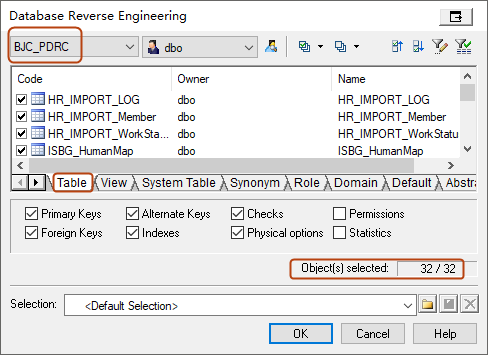 Database Reverse Engineering
BJC_PDRC dbo
Code Owner Name
HR_IMPORT_LOG dbo HR_IMPORT_LOG
HR_IMPORT_Member dbo HR_IMPORT_Member
HR_IMPORT_WorkSta... dbo HR_IMPORT_WorkStatu
ISBG_HumanMap dbo ISBG_HumanMap
Table View System Table Synonym Role Domain Default Abstra
Primary Keys Alternate Keys Checks Permissions
Foreign Keys Indexes Physical options Statistics
Object(s) selected: 32 / 32
Selection: <Default Selection>
OK Cancel Help